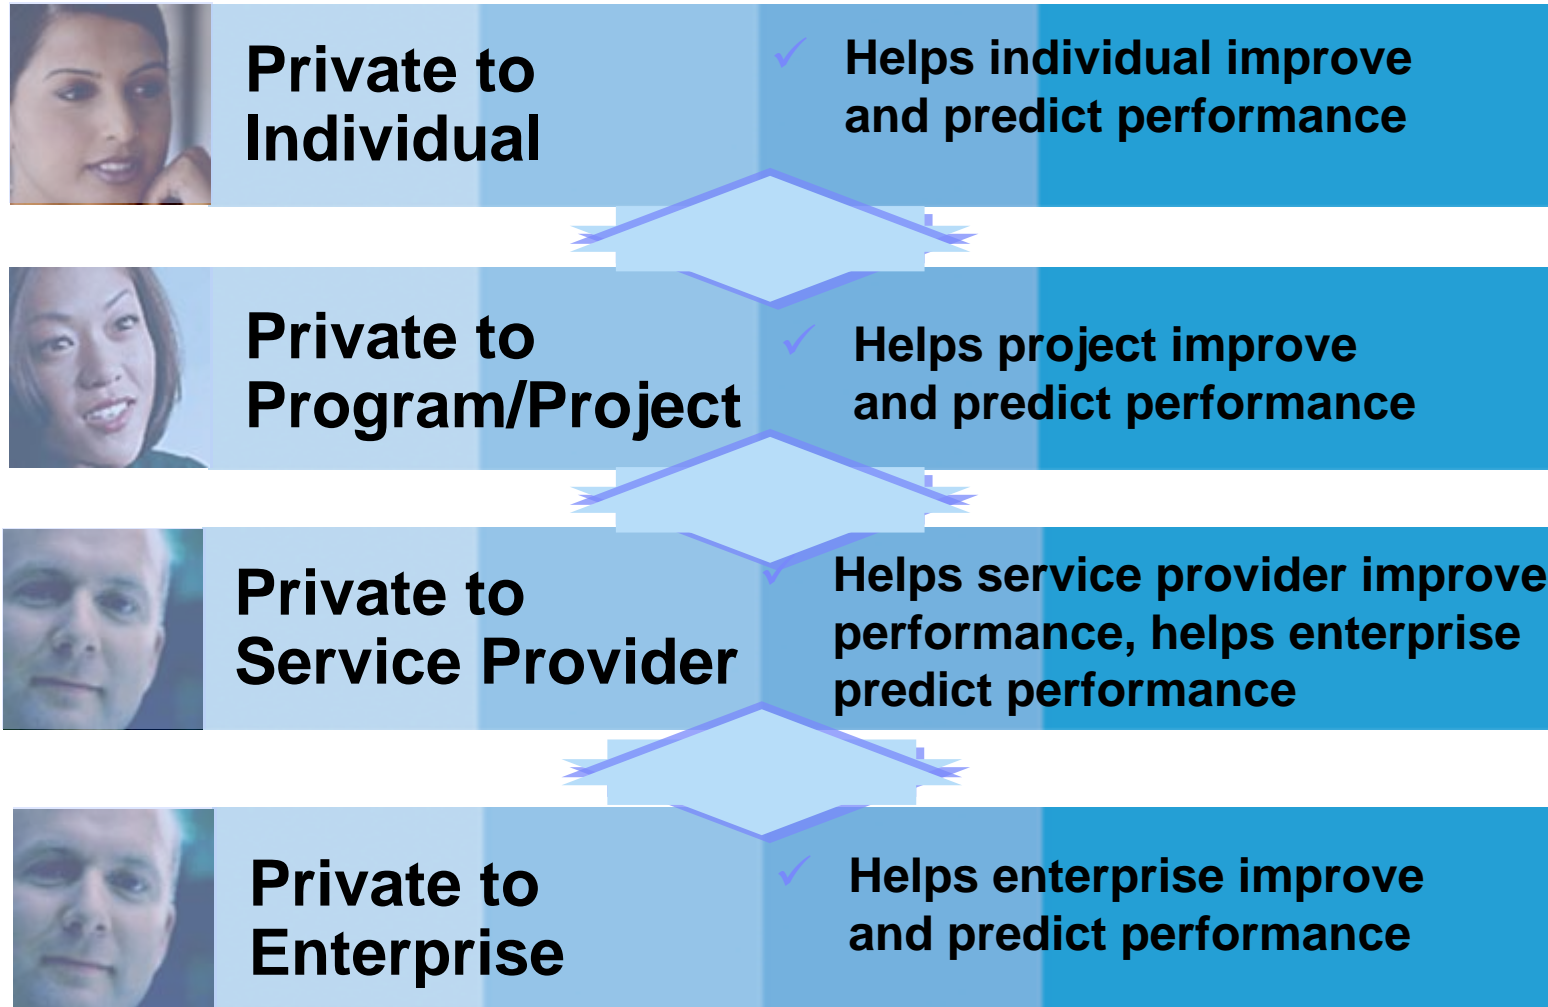 Private to
Individual
✓ Helps individual improve
and predict performance
Private to
Program/Project
✓ Helps project improve
and predict performance
Private to
Service Provider
✓ Helps service provider improve
performance, helps enterprise
predict performance
Private to
Enterprise
✓ Helps enterprise improve
and predict performance